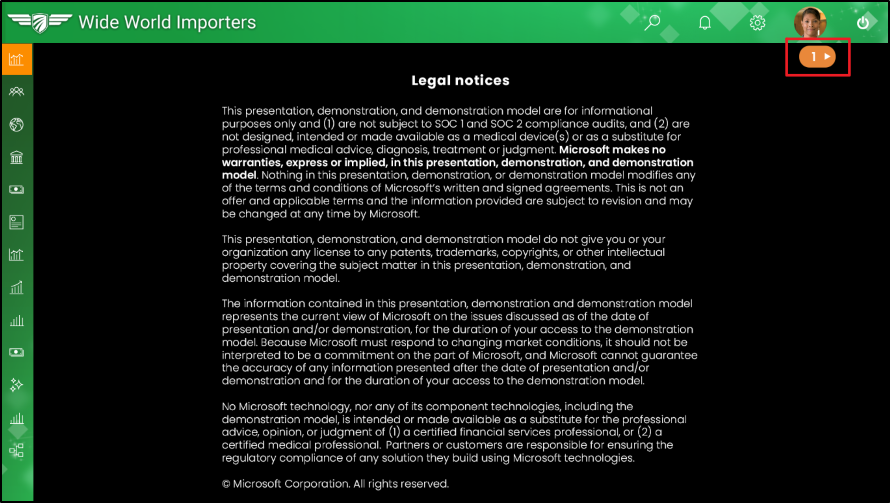 Wide World Importers
1
Legal notices
This presentation, demonstration, and demonstration model are for informational
purposes only and (1) are not subject to SOC 1 and SOC 2 compliance audits, and (2) are
not designed, intended or made available as a medical device(s) or as a substitute for
professional medical advice, diagnosis, treatment or judgment. Microsoft makes no
warranties, express or implied, in this presentation, demonstration, and demonstration
model. Nothing in this presentation, demonstration, or demonstration model modifies any
of the terms and conditions of Microsoft's written and signed agreements. This is not an
offer and applicable terms and the information provided are subject to revision and may
be changed at any time by Microsoft.
This presentation, demonstration, and demonstration model do not give you or your
organization any license to any patents, trademarks, copyrights, or other intellectual
property covering the subject matter in this presentation, demonstration, and
demonstration model.
The information contained in this presentation, demonstration and demonstration model
represents the current view of Microsoft on the issues discussed as of the date of
presentation and/or demonstration, for the duration of your access to the demonstration
model. Because Microsoft must respond to changing market conditions, it should not be
interpreted to be a commitment on the part of Microsoft, and Microsoft cannot guarantee
the accuracy of any information presented after the date of presentation and/or
demonstration and for the duration of your access to the demonstration model.
No Microsoft technology, nor any of its component technologies, including the
demonstration model, is intended or made available as a substitute for the professional
advice, opinion, or judgment of (1) a certified financial services professional, or (2) a
certified medical professional. Partners or customers are responsible for ensuring the
regulatory compliance of any solution they build using Microsoft technologies.
© Microsoft Corporation. All rights reserved.